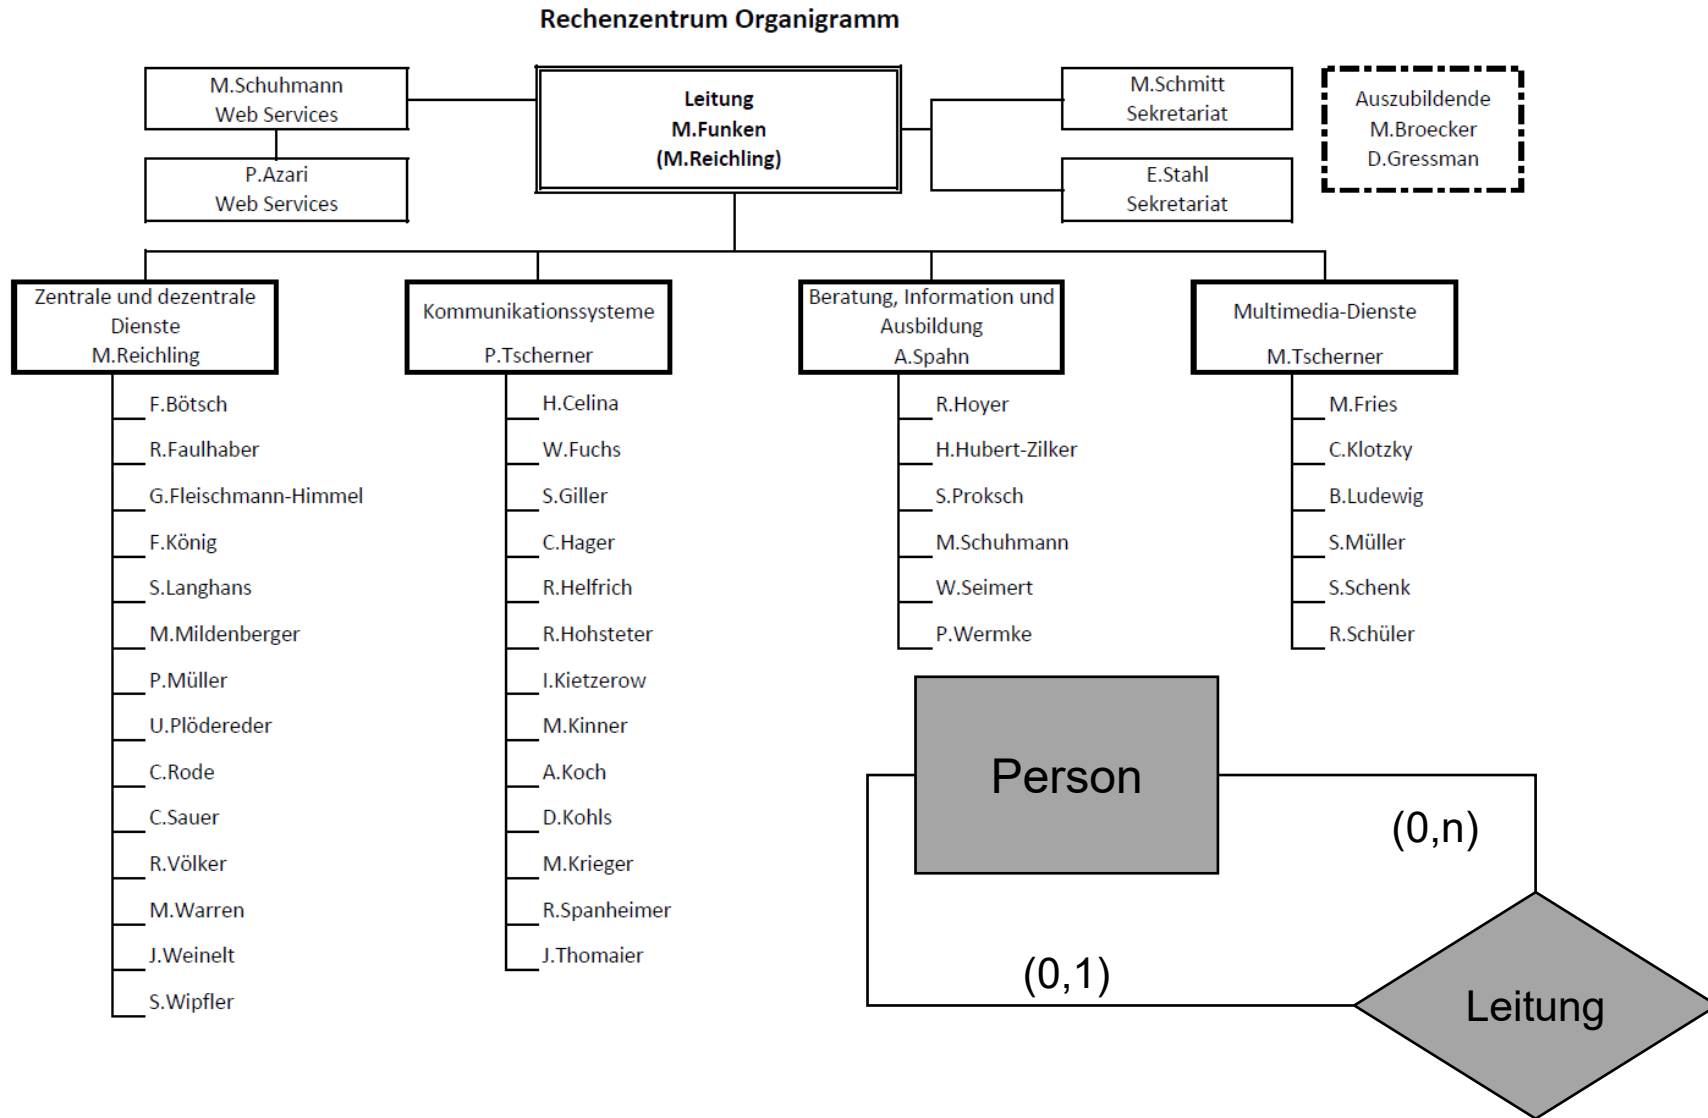 Rechenzentrum Organigramm
M.Schuhmann
Web Services
P.Azari
Web Services
Leitung
M.Funken
(M.Reichling)
M.Schmitt
Sekretariat
E.Stahl
Sekretariat
Auszubildende
M.Broecker
D.Gressman
Zentrale und dezentrale
Dienste
M.Reichling
F.Bötsch
R.Faulhaber
G.Fleischmann-Himmel
F.König
S.Langhans
M.Mildenberger
P.Müller
U.Plödereder
C.Rode
C.Sauer
R.Völker
M.Warren
J.Weinelt
S.Wipfler
Kommunikationssysteme
P.Tscherner
H.Celina
W.Fuchs
S.Giller
C.Hager
R.Helfrich
R.Hohsteter
I.Kietzerow
M.Kinner
A.Koch
D.Kohls
M.Krieger
R.Spanheimer
J.Thomaier
Beratung, Information und
Ausbildung
A.Spahn
R.Hoyer
H.Hubert-Zilker
S.Proksch
M.Schuhmann
W.Seimert
P.Wermke
Multimedia-Dienste
M.Tscherner
M.Fries
C.Klotzky
B.Ludewig
S.Müller
S.Schenk
R.Schüler
Person
(0,n)
(0,1)
Leitung